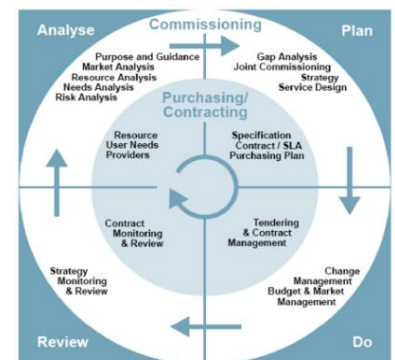 Analyse
Commissioning
Plan
Purpose and Guidance
Market Analysis
Resource Analysis
Needs Analysis
Risk Analysis
Gap Analysis
Joint Commissioning
Strategy
Service Design
Purchasing/
Contracting
Resource
User Needs
Providers
Specification
Contract / SLA
Purchasing Plan
Contract
Monitoring
& Review
Tendering
& Contract
Management
Strategy
Monitoring
& Review
Change
Management
Budget & Market
Management
Review
Do